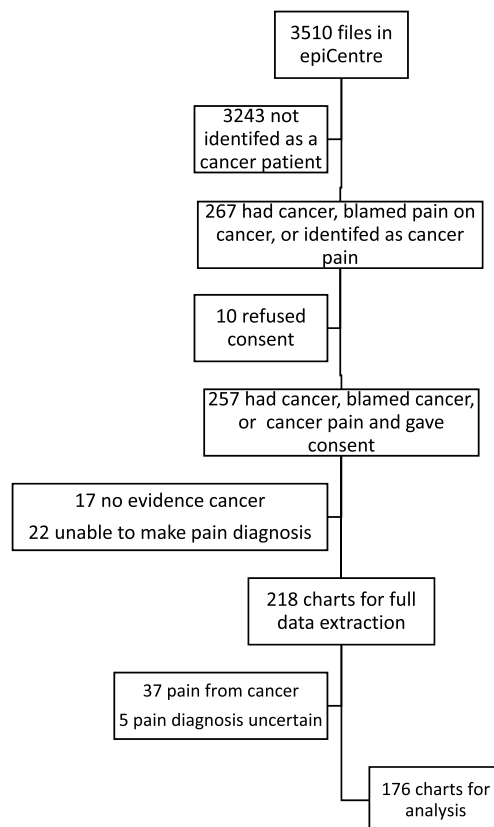 3510 files in
epiCentre
3243 not
identifed as a
cancer patient
267 had cancer, blamed pain on
cancer, or identifed as cancer
pain
10 refused
consent
257 had cancer, blamed cancer,
or cancer pain and gave
consent
17 no evidence cancer
22 unable to make pain diagnosis
218 charts for full
data extraction
37 pain from cancer
5 pain diagnosis uncertain
176 charts for
analysis